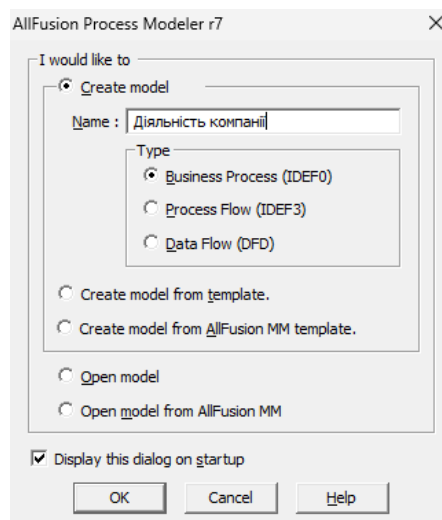 AllFusion Process Modeler r7
I would like to
Create model
Name : Діяльність компанії
Type
Business Process (IDEF0)
Process Flow (IDEF3)
Data Flow (DFD)
Create model from template.
Create model from AllFusion MM template.
Open model
Open model from AllFusion MM
Display this dialog on startup
OK Cancel Help